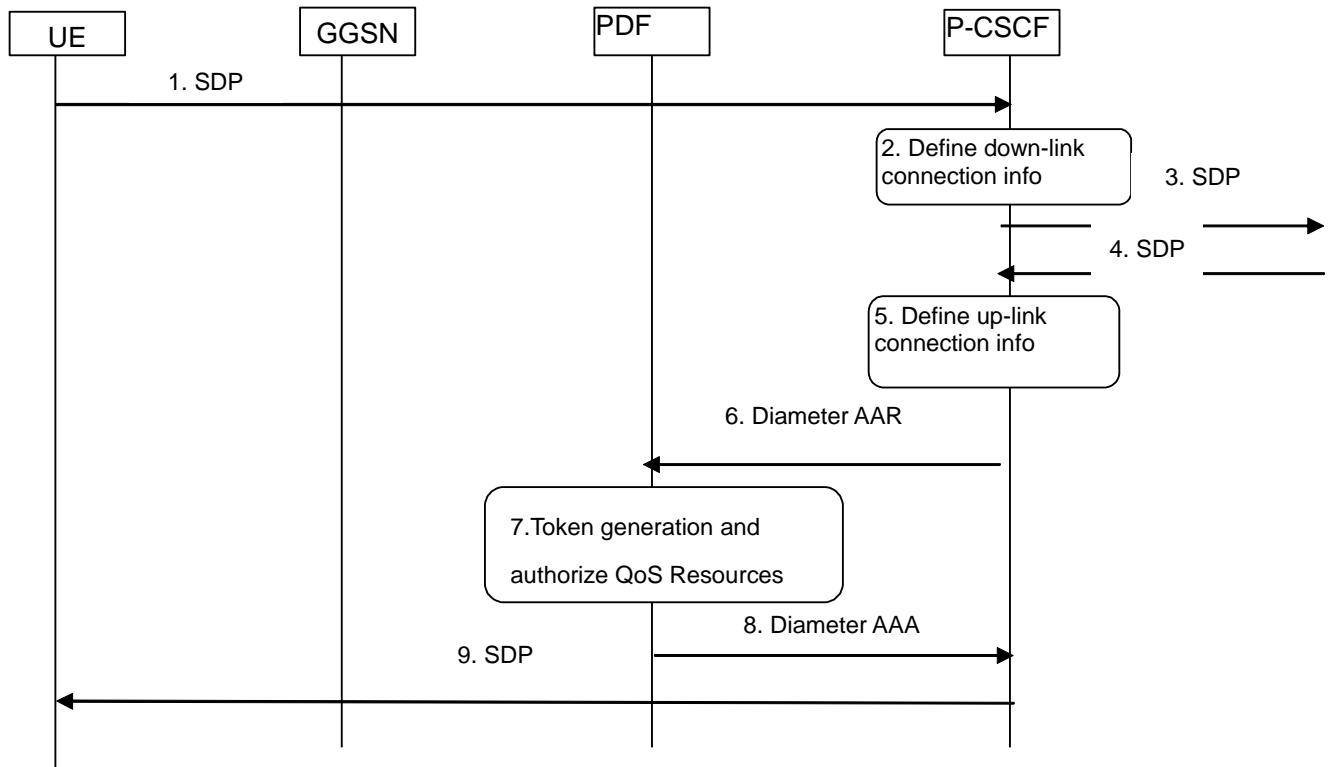 UE
GGSN
PDF
P-CSCF
1. SDP
2. Define down-link
connection info
3. SDP
4. SDP
5. Define up-link
connection info
6. Diameter AAR
7.Token generation and
authorize QoS Resources
8. Diameter AAA
9. SDP